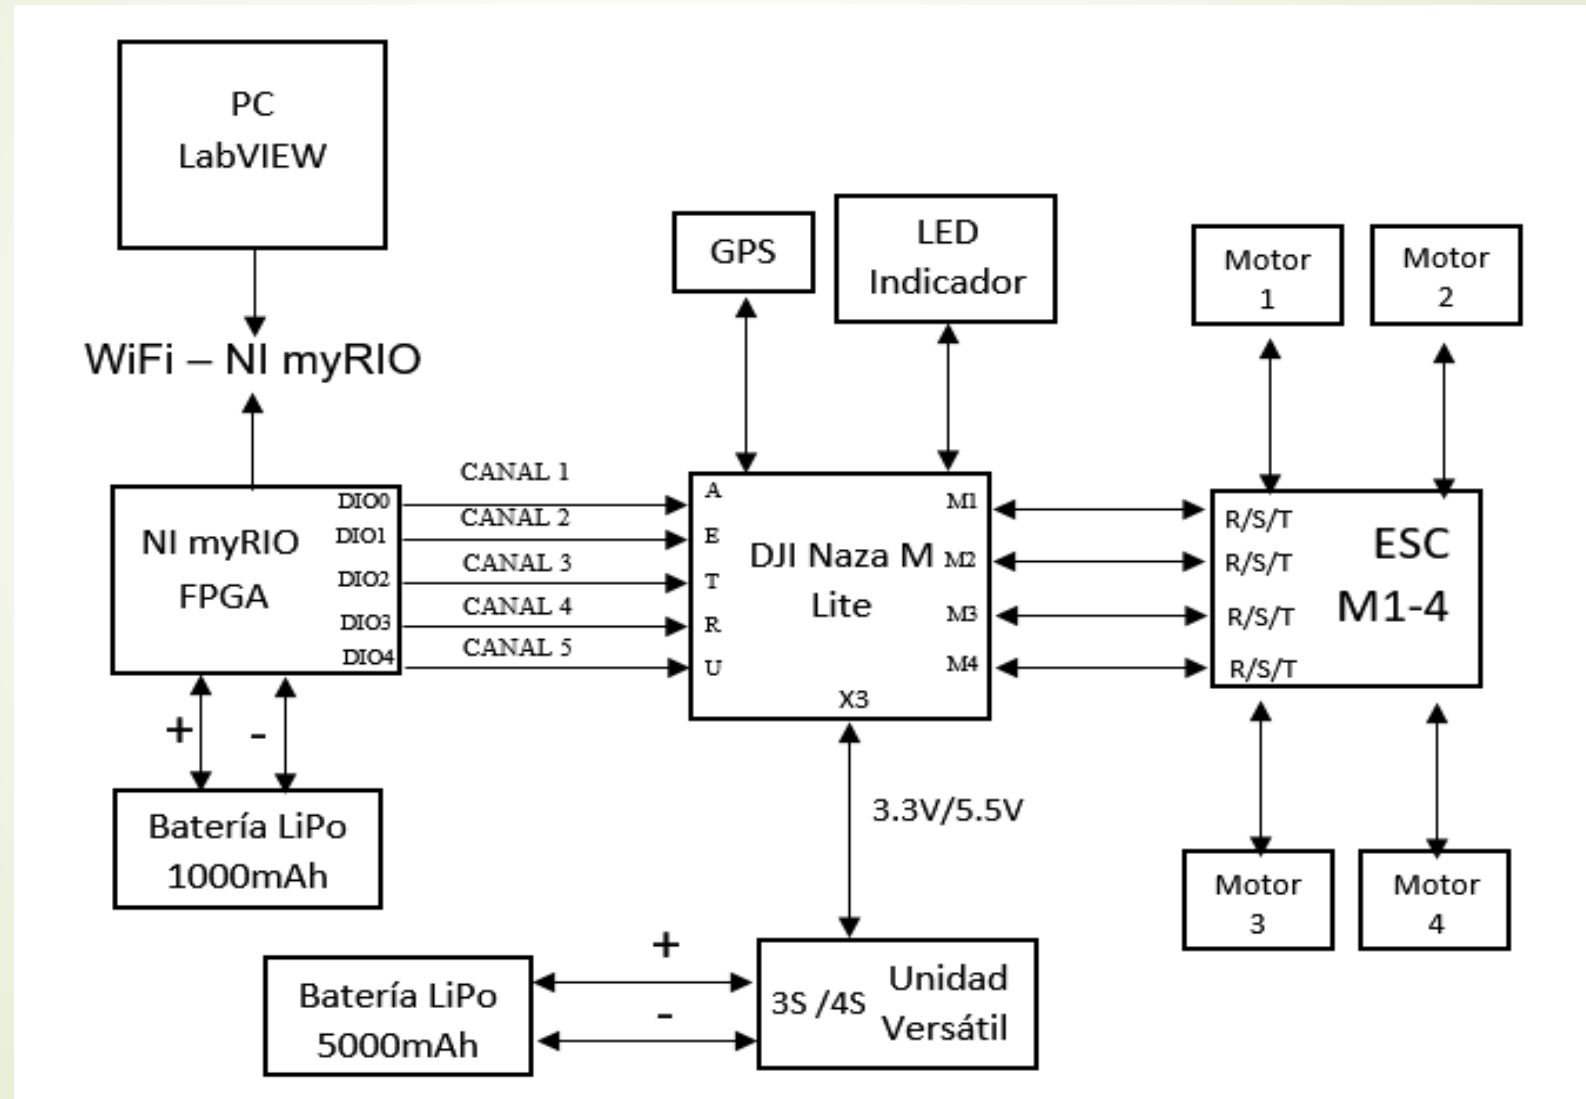 PC
LabVIEW
WiFi – NI myRIO
GPS
LED
Indicador
Motor
1
Motor
2
NI myRIO
FPGA
DIO0
DIO1
DIO2
DIO3
DIO4
CANAL 1
CANAL 2
CANAL 3
CANAL 4
CANAL 5
A
E
T
R
U
DJI Naza M
Lite
M1
M2
M3
M4
X3
R/S/T
R/S/T
R/S/T
R/S/T
ESC
M1-4
+
-
Batería LiPo
1000mAh
3.3V/5.5V
Motor
3
Motor
4
Batería LiPo
5000mAh
+
-
3S /4S
Unidad
Versátil